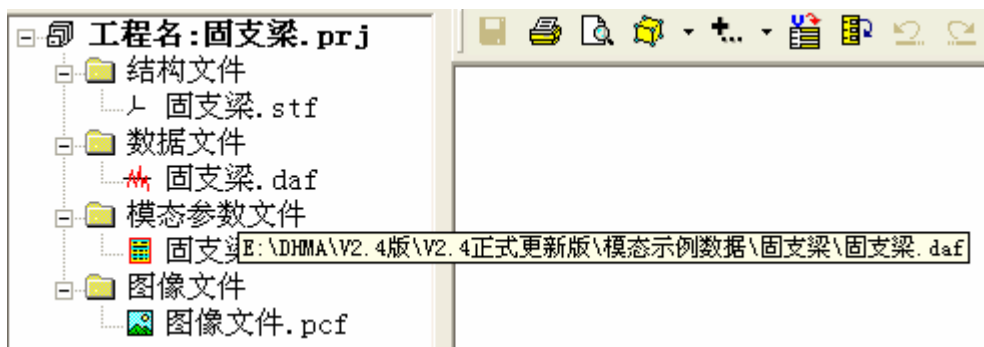 工程名:固支梁.prj
结构文件
固支梁.stf
数据文件
固支梁.daf
模态参数文件
固支梁
E:\DHMA\V2.4版\V2.4正式更新版\模态示例数据\固支梁\固支梁.daf
图像文件
图像文件.pcf